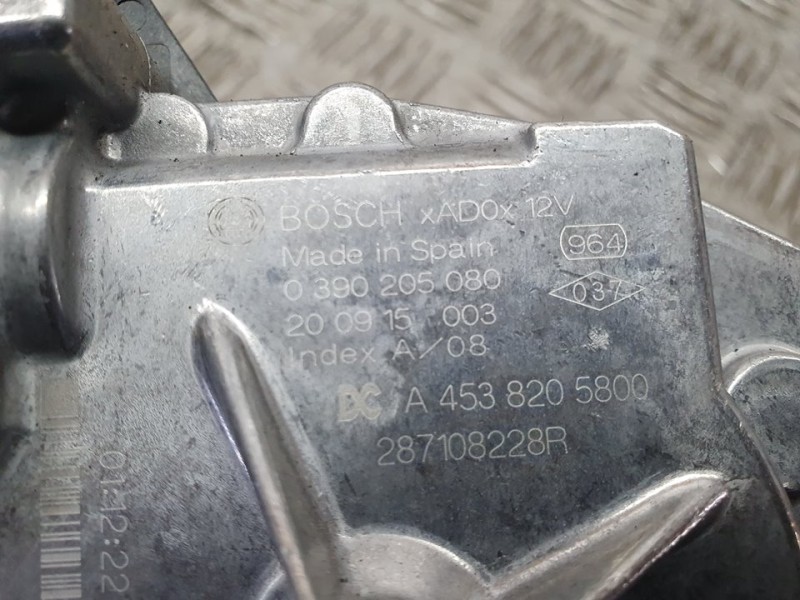 BOSCH xADOx 12V
Made in Spain
964
0 390 205 080
037
20 09 15 003
Index A/08
DC A 453 820 5800
287108228R
01:12:22